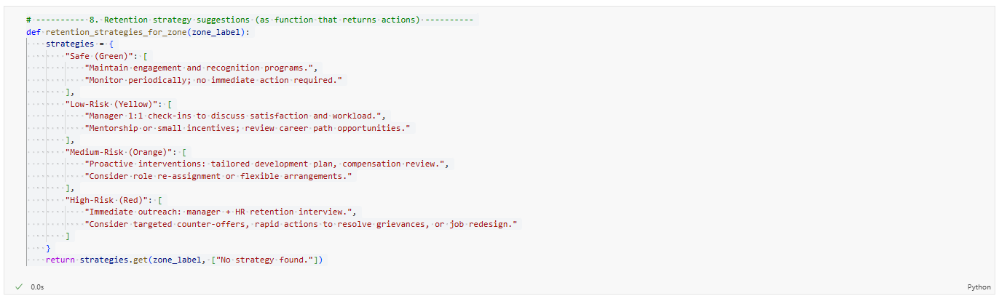 # ---------- 8. Retention strategy suggestions (as function that returns actions) ----------
def retention_strategies_for_zone(zone_label):
    strategies = {
        "Safe (Green)": [
            "Maintain engagement and recognition programs.",
            "Monitor periodically; no immediate action required."
        ],
        "Low-Risk (Yellow)": [
            "Manager 1:1 check-ins to discuss satisfaction and workload.",
            "Mentorship or small incentives; review career path opportunities."
        ],
        "Medium-Risk (Orange)": [
            "Proactive interventions: tailored development plan, compensation review.",
            "Consider role re-assignment or flexible arrangements."
        ],
        "High-Risk (Red)": [
            "Immediate outreach: manager + HR retention interview.",
            "Consider targeted counter-offers, rapid actions to resolve grievances, or job redesign."
        ]
    }
    return strategies.get(zone_label, ["No strategy found."])
0.0s
Python